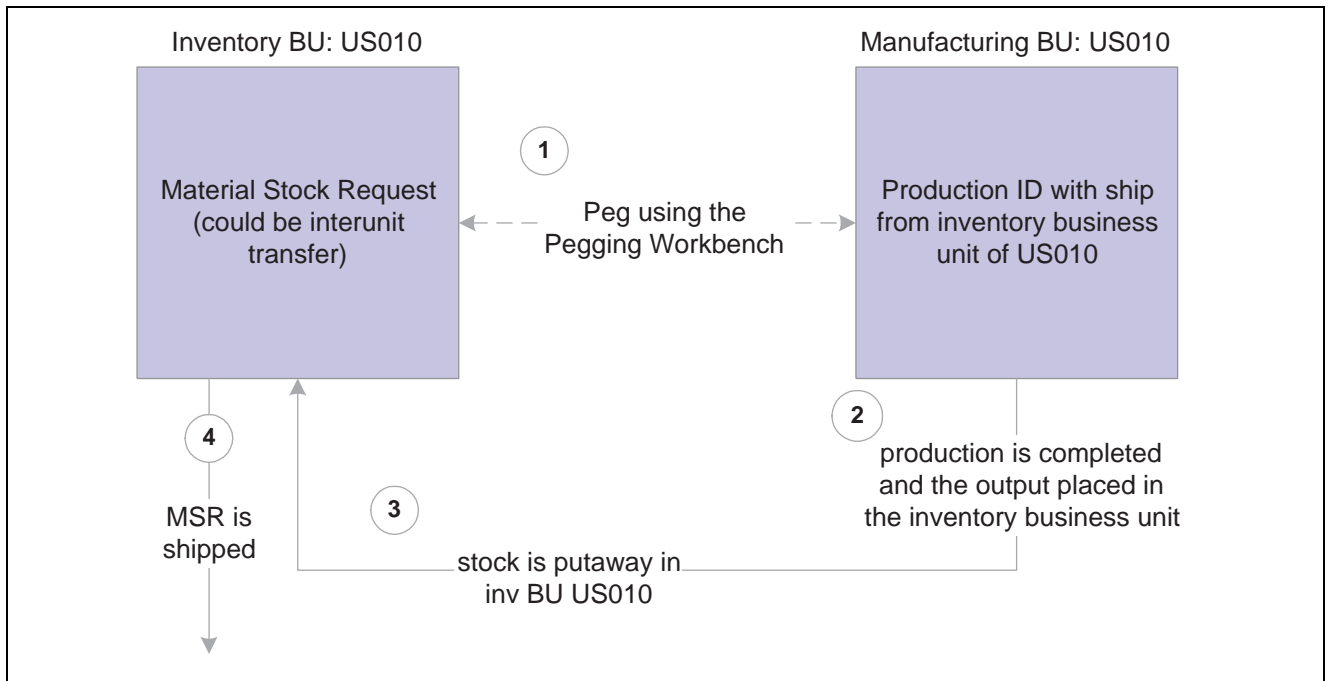 Inventory BU: US010
Manufacturing BU: US010
Material Stock Request
(could be interunit
transfer)
1
Peg using the
Pegging Workbench
Production ID with ship
from inventory business
unit of US010
2
production is completed
and the output placed in
the inventory business unit
3
stock is putaway in
inv BU US010
4
MSR is
shipped